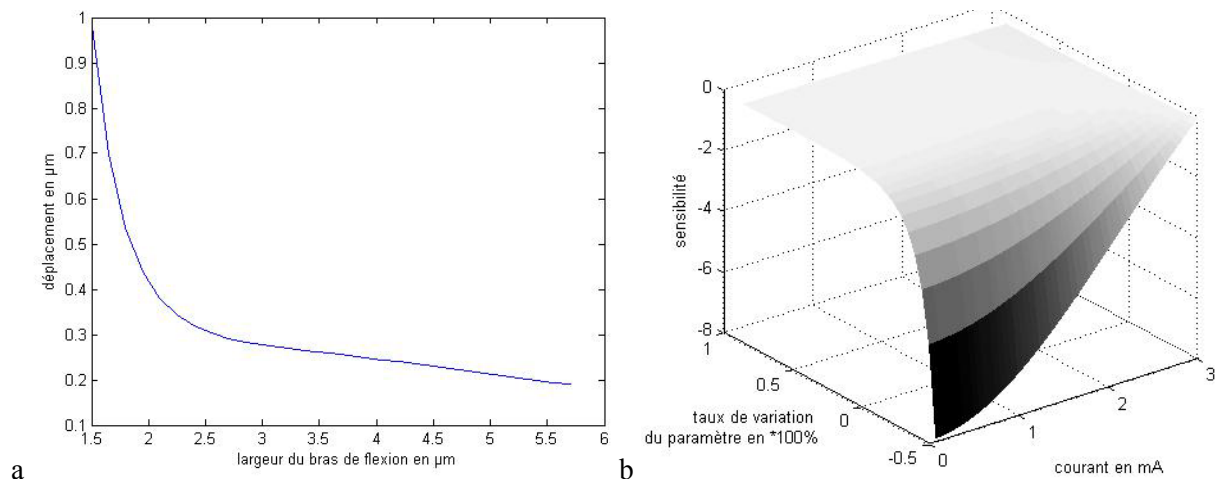 1
0.9
0.8
0.7
0.6
0.5
0.4
0.3
0.2
0.1
déplacement en µm
1.5 2 2.5 3 3.5 4 4.5 5 5.5 6
largeur du bras de flexion en µm
a
0
-2
-4
-6
-8
sensibilité
1 0.5 0 -0.5
taux de variation
du paramètre en *100%
0 1 2 3
courant en mA
b